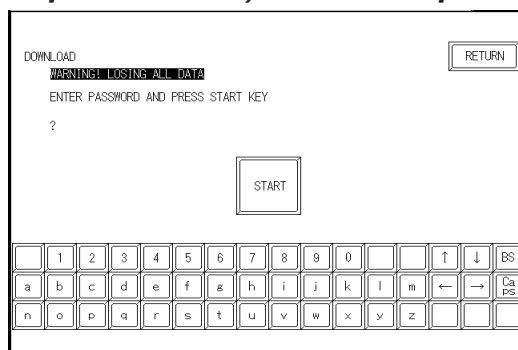 DOWNLOAD
RETURN
WARNING! LOSING ALL DATA
ENTER PASSWORD AND PRESS START KEY
?
START
1 2 3 4 5 6 7 8 9 0 ↑ ↓ BS
a b c d e f g h i j k l m ← → Ca
ps
n o p q r s t u v w x y z